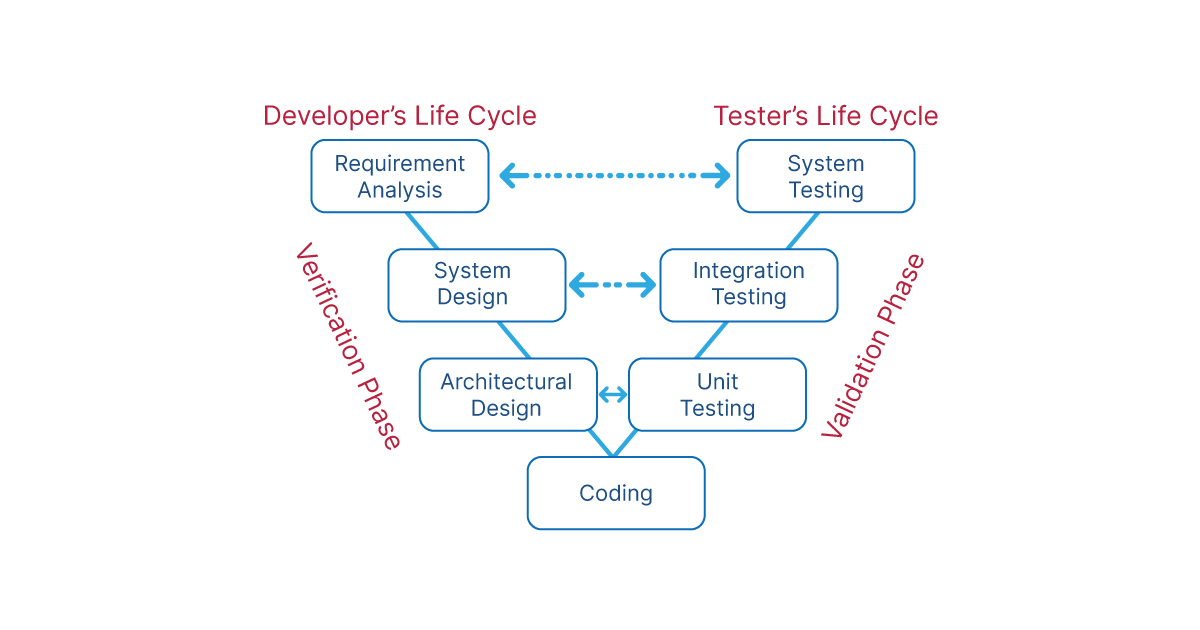 Developer’s Life Cycle
Tester’s Life Cycle
Requirement
Analysis
System
Testing
Verification Phase
System
Design
Integration
Testing
Validation Phase
Architectural
Design
Unit
Testing
Coding